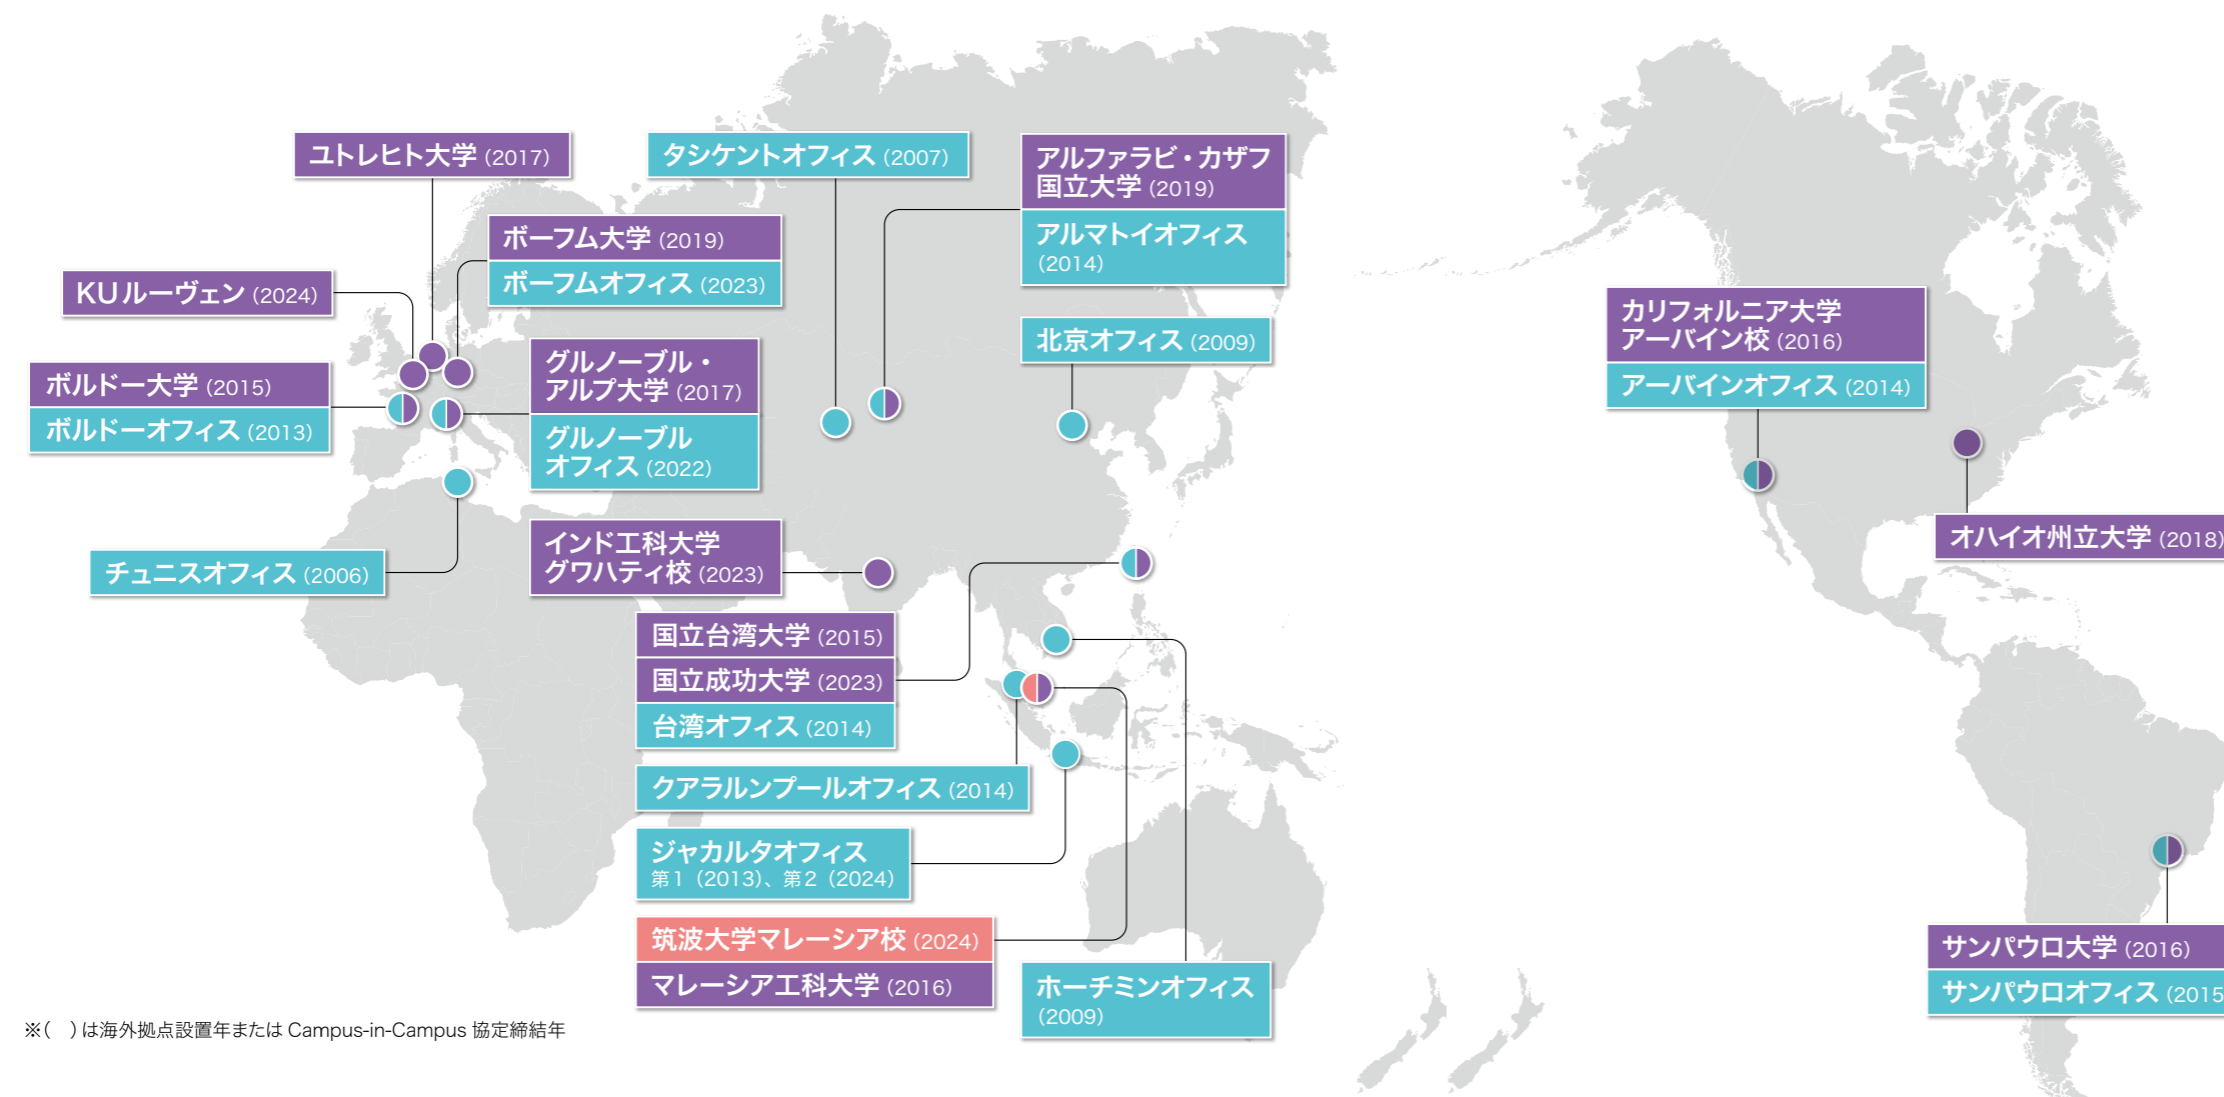 ユトレヒト大学（2017）
タシケントオフィス（2007）
アルファラビ・カザフ
国立大学（2019）
アルマトイオフィス
（2014）
ボーフム大学（2019）
ボーフムオフィス（2023）
KUルーヴェン（2024）
北京オフィス（2009）
カリフォルニア大学
アーバイン校（2016）
アーバインオフィス（2014）
ボルドー大学（2015）
ボルドーオフィス（2013）
グルノーブル・
アルプ大学（2017）
グルノーブル
オフィス（2022）
チュニスオフィス（2006）
インド工科大学
グワハティ校（2023）
オハイオ州立大学（2018）
国立台湾大学（2015）
国立成功大学（2023）
台湾オフィス（2014）
クアラルンプールオフィス（2014）
ジャカルタオフィス
第1（2013）、第2（2024）
筑波大学マレーシア校（2024）
マレーシア工科大学（2016）
ホーチミンオフィス
（2009）
サンパウロ大学（2016）
サンパウロオフィス（2015
※（　）は海外拠点設置年または Campus-in-Campus 協定締結年